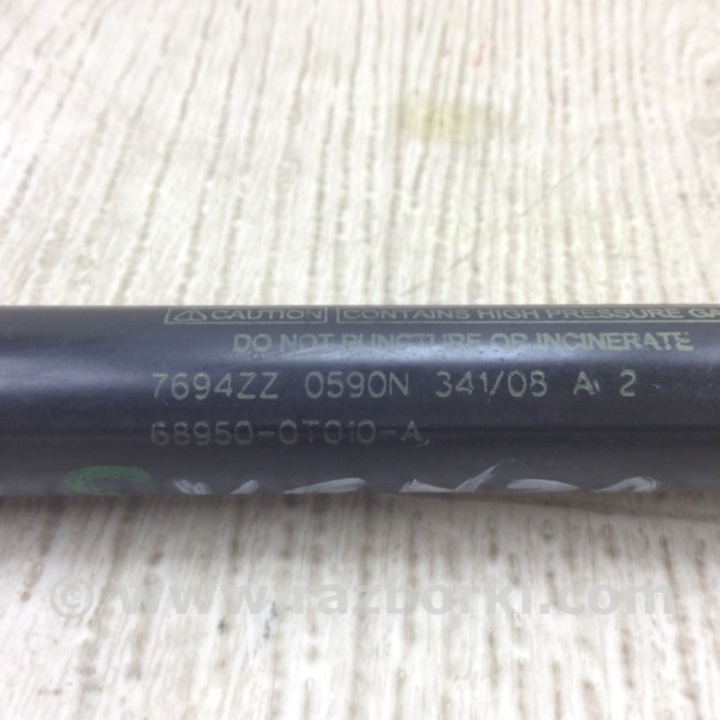 ⚠ CAUTION CONTAINS HIGH PRESSURE GA
DO NOT PUNCTURE OR INCINERATE
7694ZZ 0590N 341/08 A 2
68950-0T010-A
© www.razborki.com